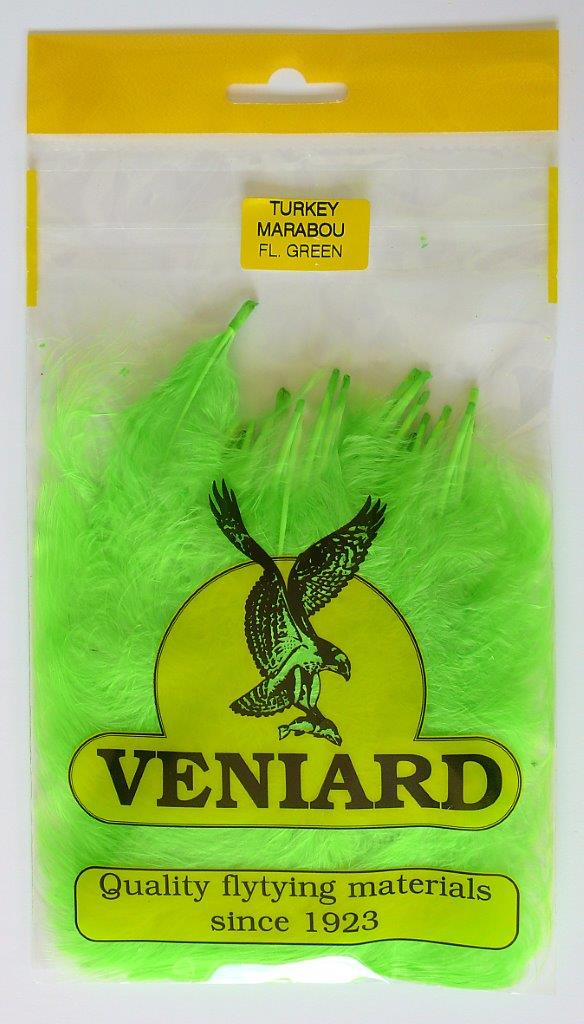 TURKEY
MARABOU
FL. GREEN
VENIARD
Quality flytying materials
since 1923